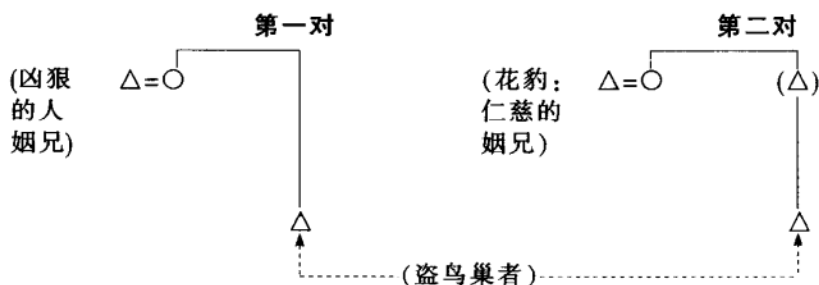 第一对
第二对
(凶狠
的人
姻兄)
△=○
(花豹:
仁慈的
姻兄)
△=○
(△)
△
△
(盗鸟巢者)